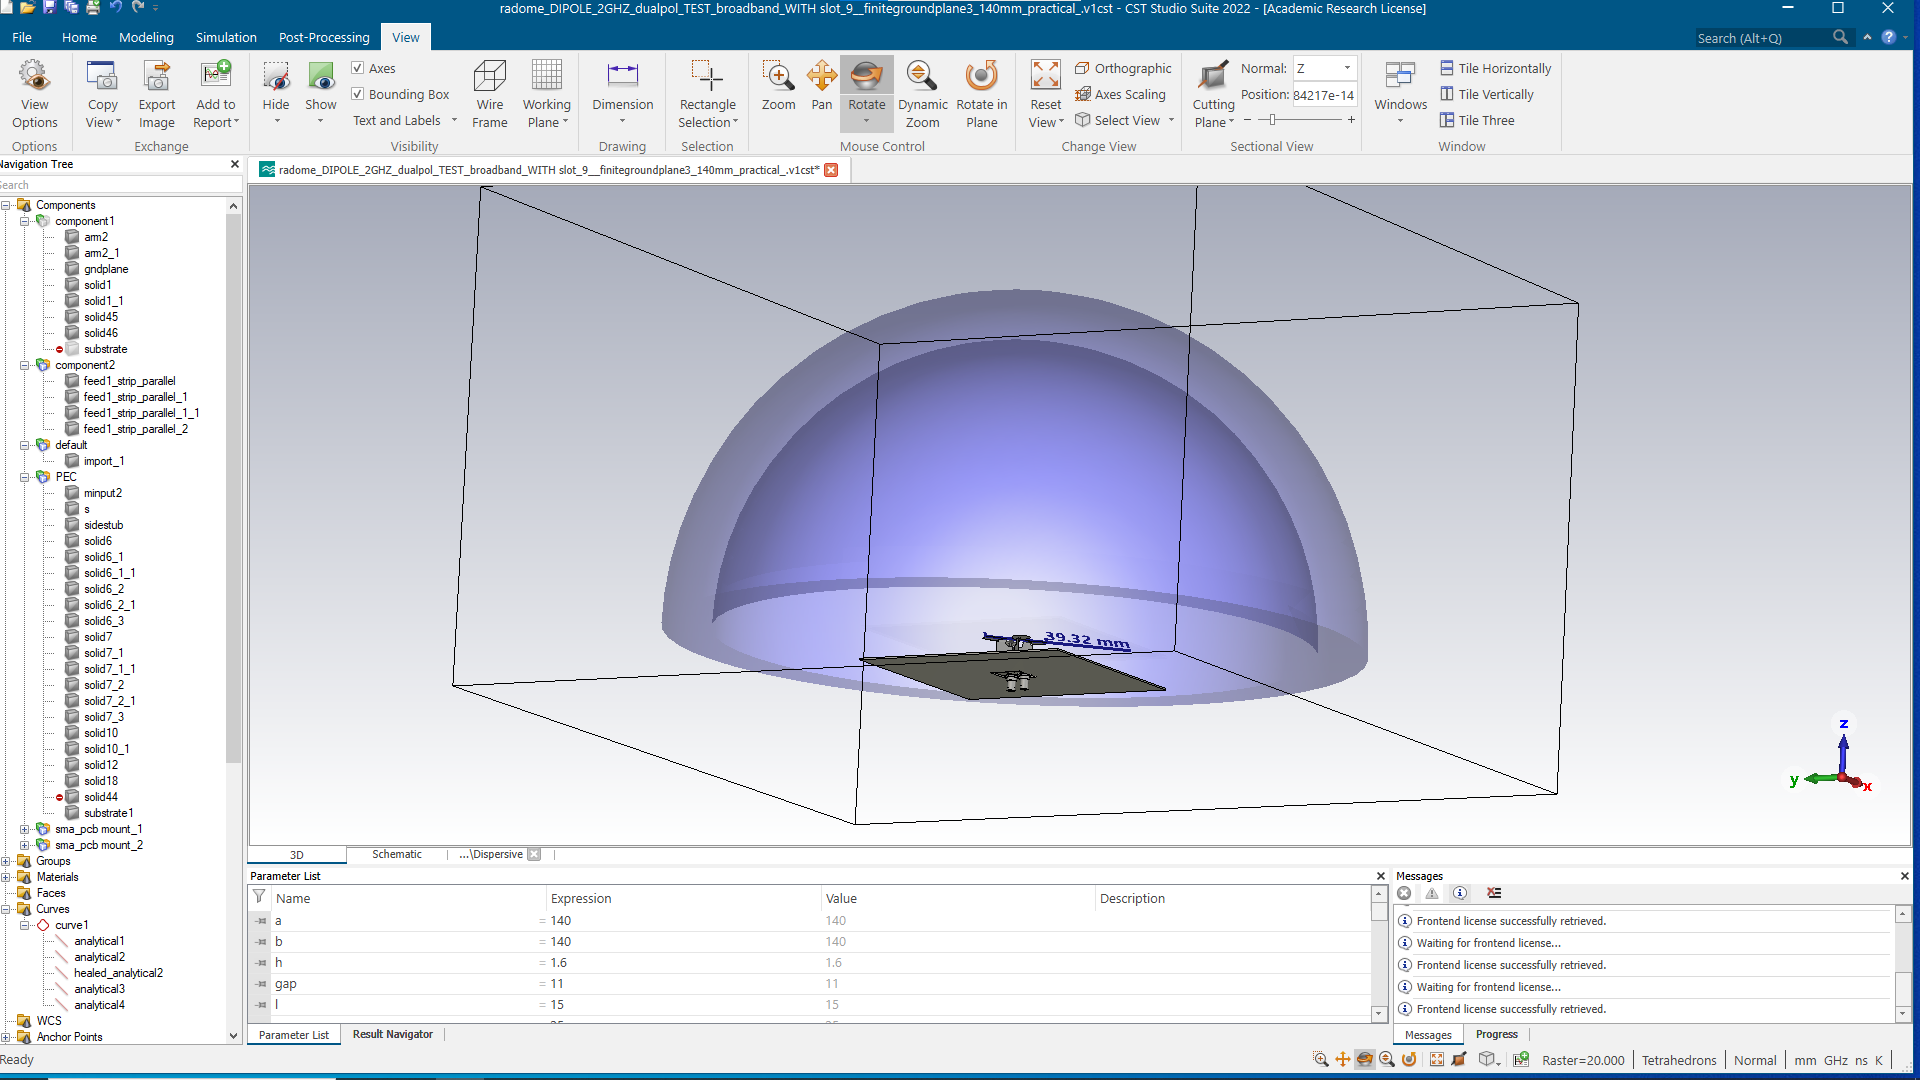 radome_DIPOLE_2GHZ_dualpol_TEST_broadband_WITH slot_9__finitegroundplane3_140mm_practical_.v1cst - CST Studio Suite 2022 - [Academic Research License]
File Home Modeling Simulation Post-Processing View Search (Alt+Q)
View Options
Copy View
Export Image
Add to Report
Hide
Show
Axes
Bounding Box
Text and Labels
Wire Frame
Working Plane
Dimension
Rectangle Selection
Zoom
Pan
Rotate
Dynamic Zoom
Rotate in Plane
Reset View
Orthographic
Axes Scaling
Select View
Cutting Plane
Normal: Z
Position: 84217e-14
Windows
Tile Horizontally
Tile Vertically
Tile Three
Options Exchange Visibility Drawing Selection Mouse Control Change View Sectional View Window
Navigation Tree
Search
Components
component1
arm2
arm2_1
gndplane
solid1
solid1_1
solid45
solid46
substrate
component2
feed1_strip_parallel
feed1_strip_parallel_1
feed1_strip_parallel_1_1
feed1_strip_parallel_2
default
import_1
PEC
minput2
s
sidestub
solid6
solid6_1
solid6_1_1
solid6_2
solid6_2_1
solid6_3
solid7
solid7_1
solid7_1_1
solid7_2
solid7_2_1
solid7_3
solid10
solid10_1
solid12
solid18
solid44
substrate1
sma_pcb mount_1
sma_pcb mount_2
Groups
Materials
Faces
Curves
curve1
analytical1
analytical2
healed_analytical2
analytical3
analytical4
WCS
Anchor Points
radome_DIPOLE_2GHZ_dualpol_TEST_broadband_WITH slot_9__finitegroundplane3_140mm_practical_.v1cst*
39.32 mm
z
y
x
3D Schematic ...\Dispersive
Parameter List
Name Expression Value Description
a = 140 140
b = 140 140
h = 1.6 1.6
gap = 11 11
l = 15 15
Parameter List Result Navigator
Messages
Frontend license successfully retrieved.
Waiting for frontend license...
Frontend license successfully retrieved.
Waiting for frontend license...
Frontend license successfully retrieved.
Messages Progress
Ready
Raster=20.000 Tetrahedrons Normal mm GHz ns K